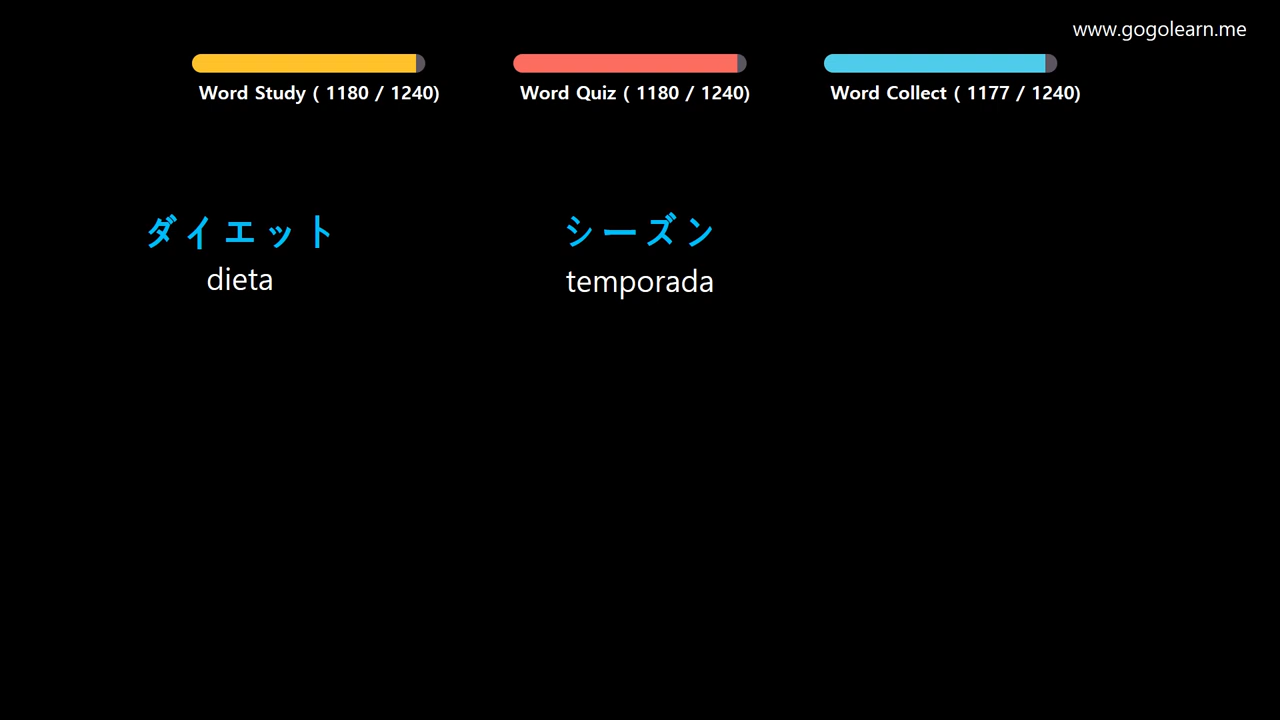 www.gogolearn.me
Word Study ( 1180 / 1240)
Word Quiz ( 1180 / 1240)
Word Collect ( 1177 / 1240)
ダイエット
dieta
シーズン
temporada